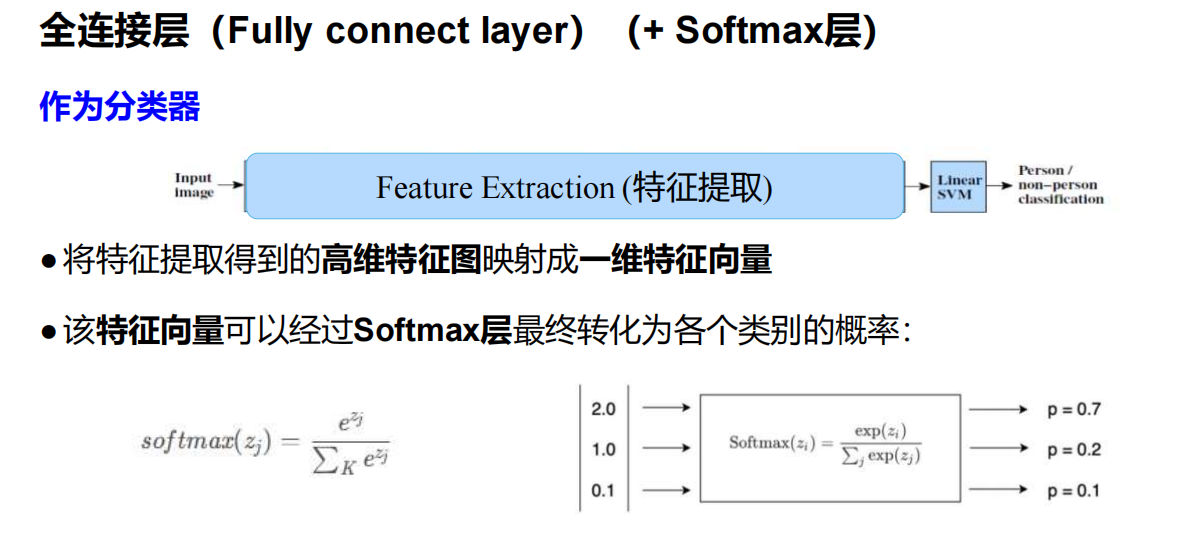 全连接层（Fully connect layer）（+ Softmax层）
作为分类器
Input image
Feature Extraction (特征提取)
Linear SVM
Person / non-person classification
●将特征提取得到的高维特征图映射成一维特征向量
●该特征向量可以经过Softmax层最终转化为各个类别的概率：
softmax(z_j) = e^{z_j} / ∑_K e^{z_j}
2.0
1.0
0.1
Softmax(z_i) = exp(z_i) / ∑_j exp(z_j)
p = 0.7
p = 0.2
p = 0.1